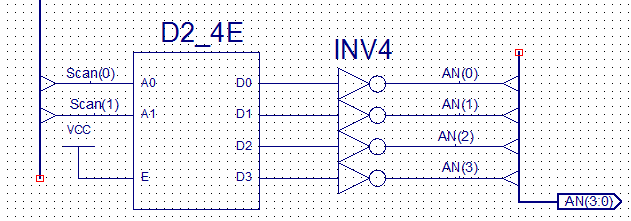 D2_4E
INV4
Scan(0)
A0
D0
AN(0)
Scan(1)
A1
D1
AN(1)
VCC
D2
AN(2)
E
D3
AN(3)
AN(3:0)